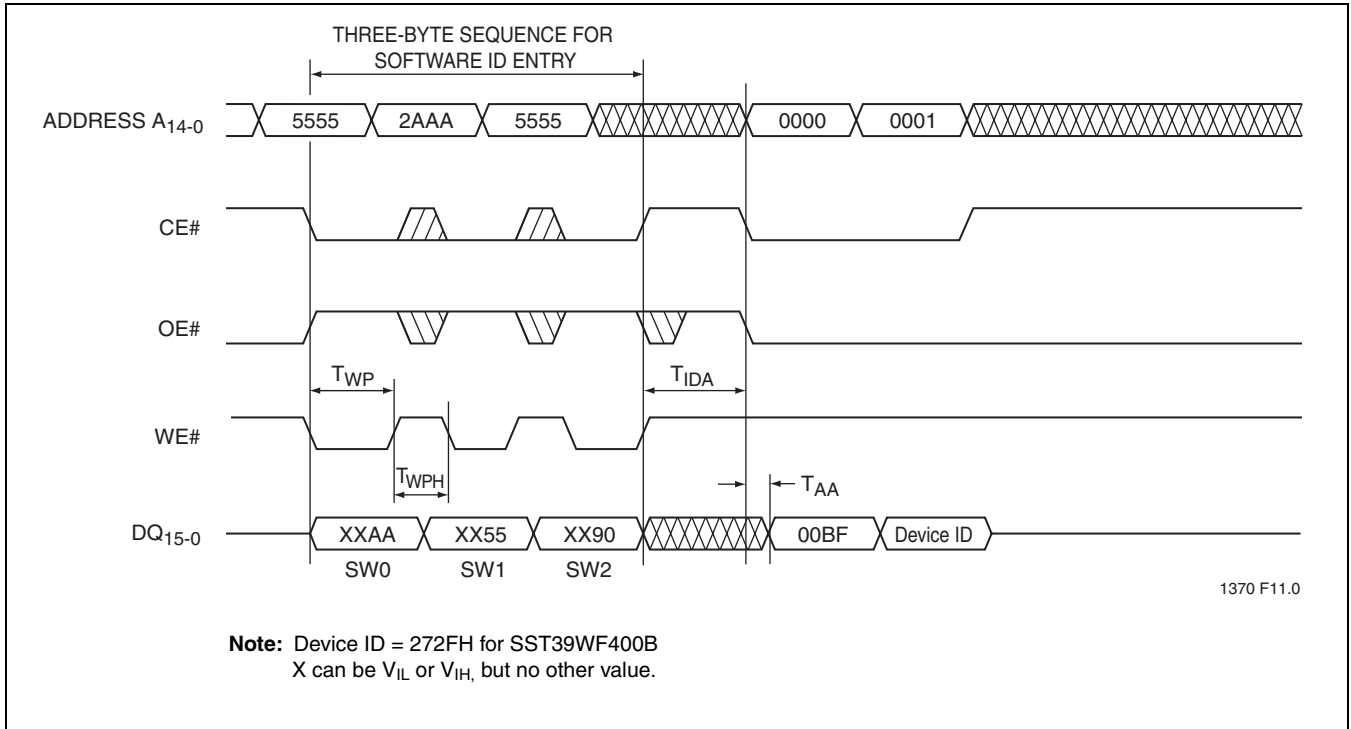 THREE-BYTE SEQUENCE FOR
SOFTWARE ID ENTRY
ADDRESS A14-0 5555 2AAA 5555 0000 0001
CE#
OE#
TWP TIDA
WE#
TWPH TAA
DQ15-0 XXAA XX55 XX90 00BF Device ID
SW0 SW1 SW2
1370 F11.0
Note: Device ID = 272FH for SST39WF400B
X can be VIL or VIH, but no other value.